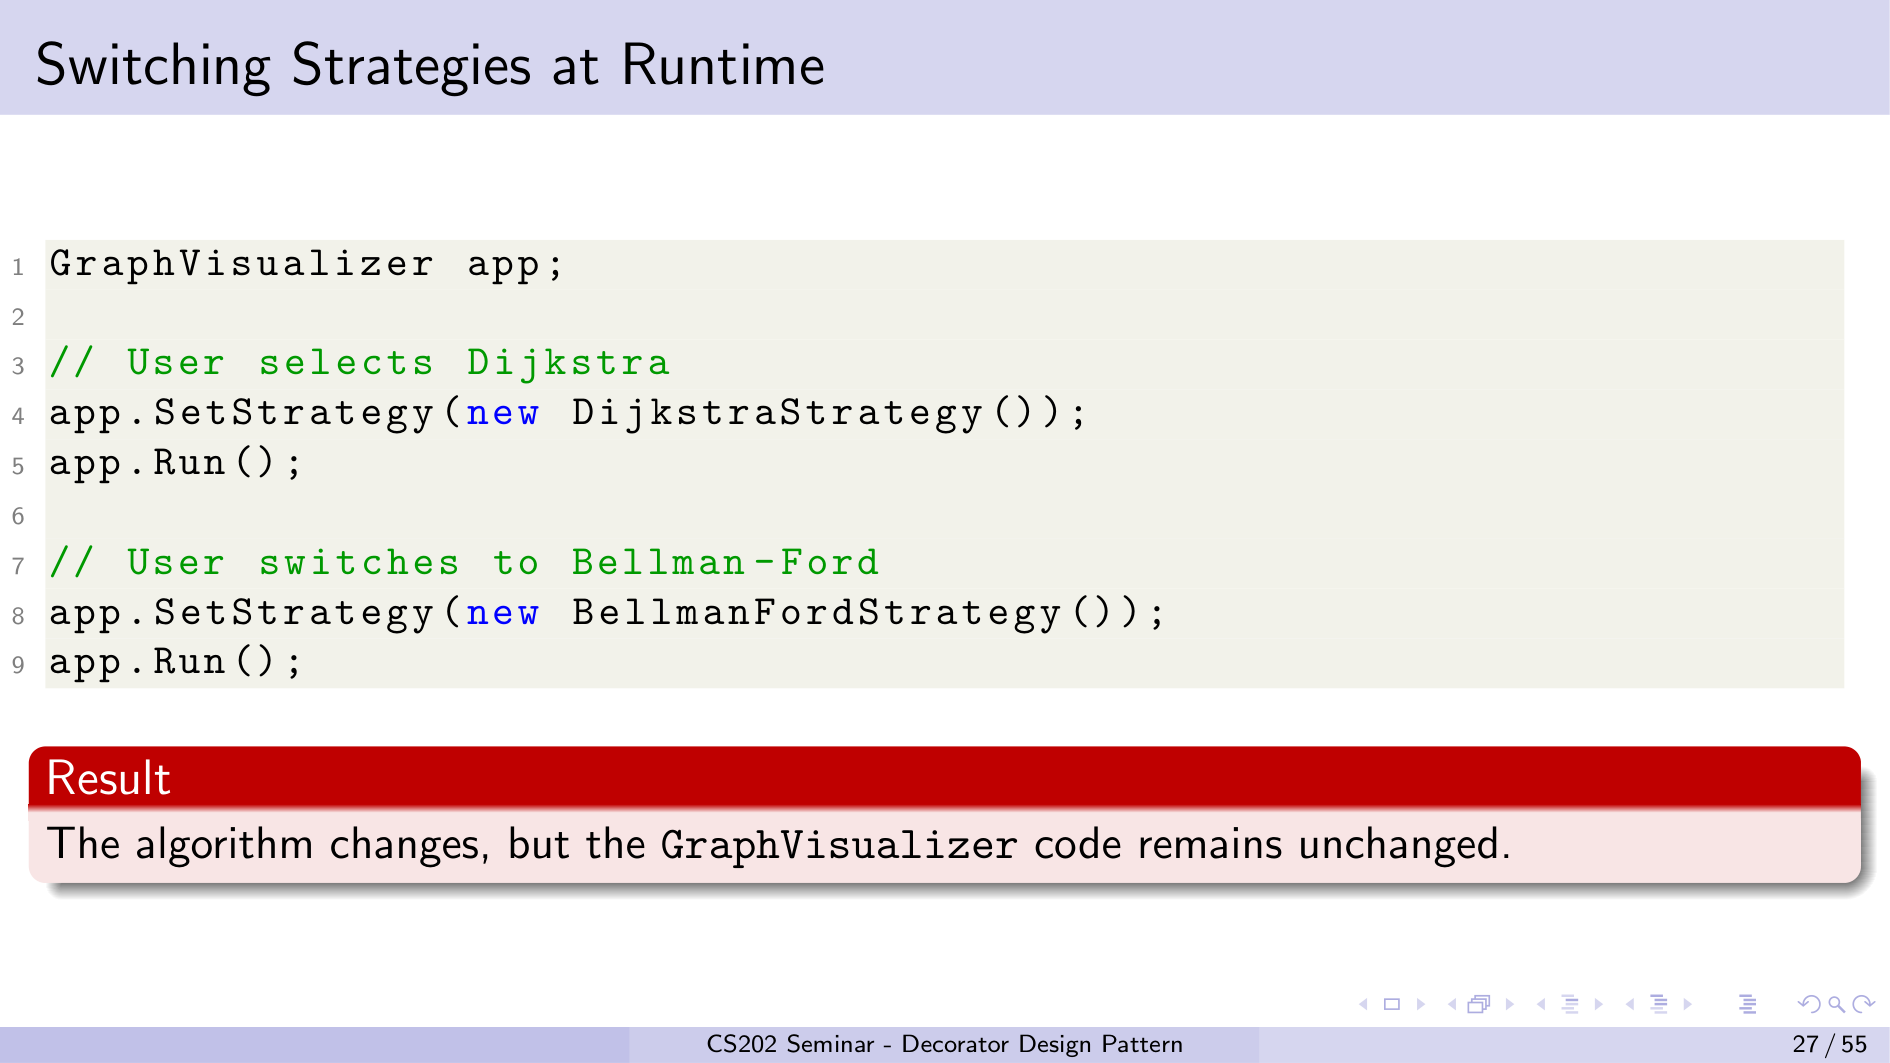 Switching Strategies at Runtime
1 GraphVisualizer app;
2
3 // User selects Dijkstra
4 app.SetStrategy(new DijkstraStrategy());
5 app.Run();
6
7 // User switches to Bellman-Ford
8 app.SetStrategy(new BellmanFordStrategy());
9 app.Run();
Result
The algorithm changes, but the GraphVisualizer code remains unchanged.
CS202 Seminar - Decorator Design Pattern
27 / 55